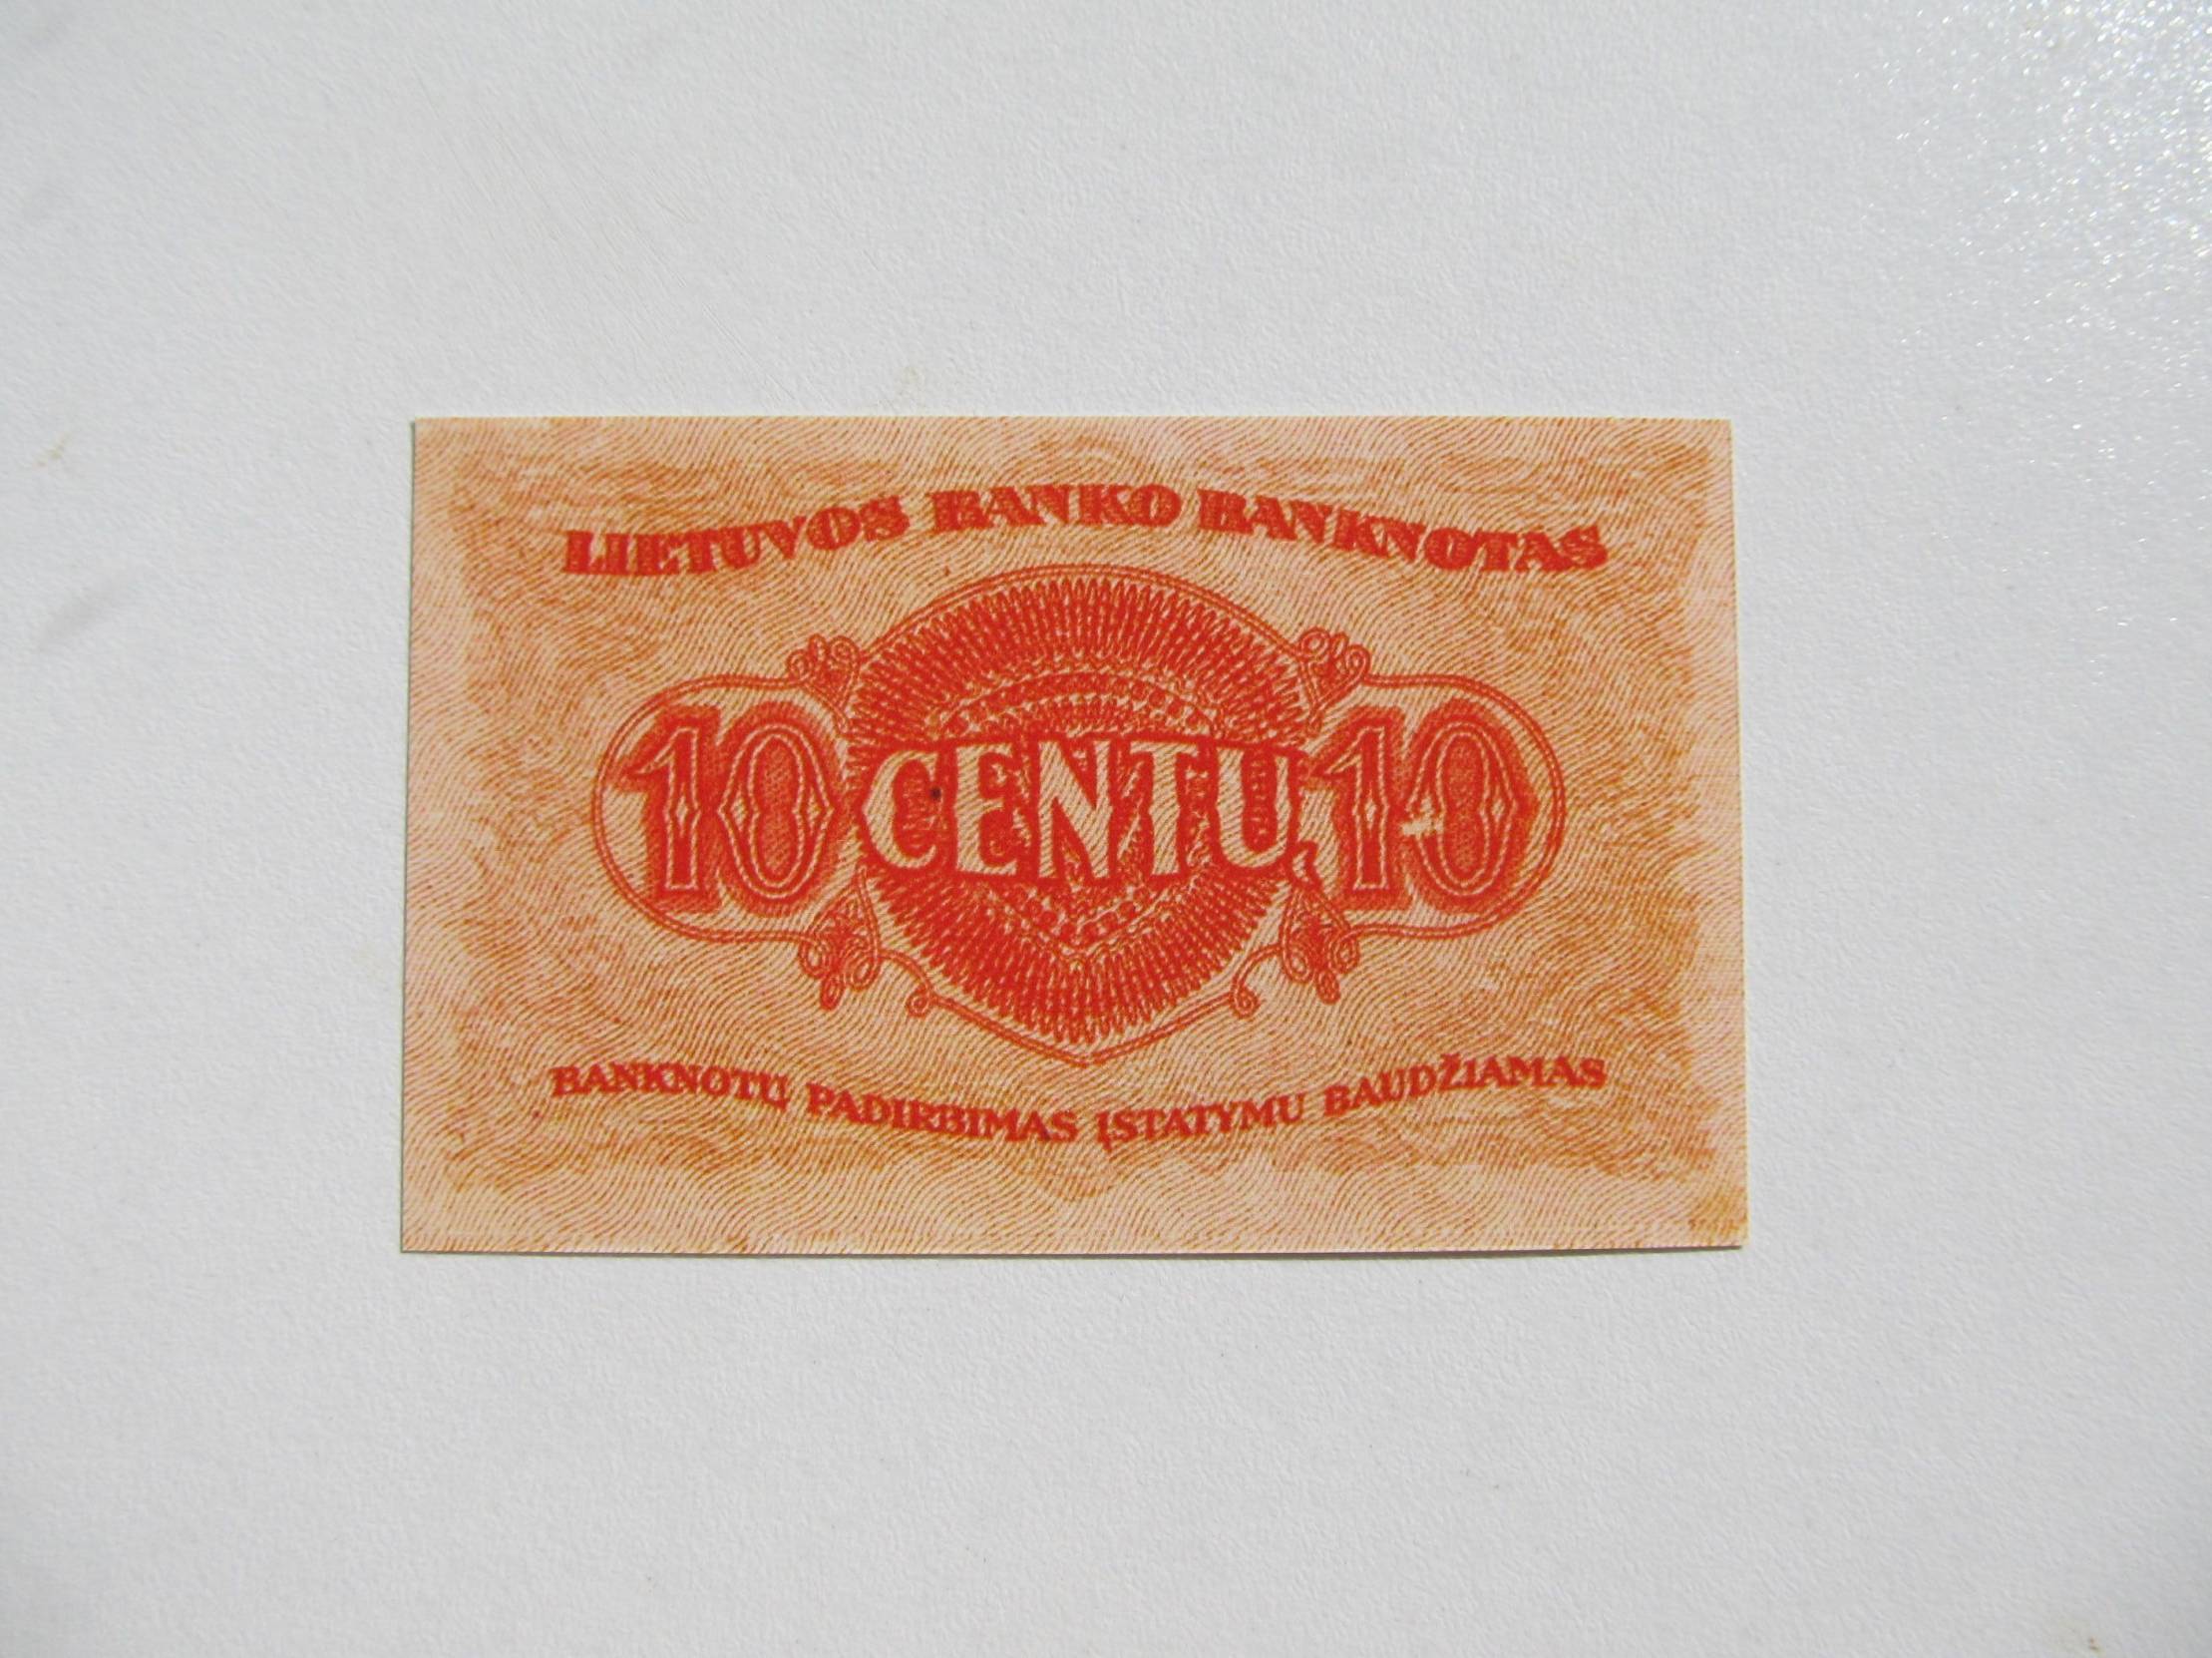 LIETUVOS BANKO BANKNOTAS
10 CENTŲ 10
BANKNOTŲ PADIRBIMAS ĮSTATYMU BAUDŽIAMAS